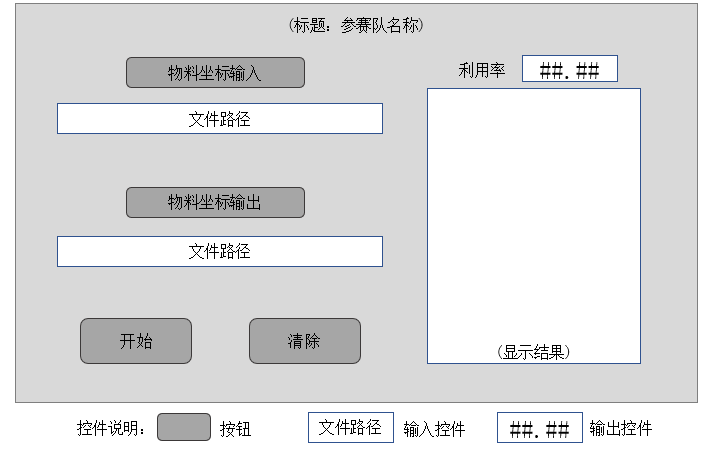 (标题：参赛队名称)
物料坐标输入
文件路径
物料坐标输出
文件路径
开始
清除
利用率
##.##
(显示结果)
控件说明：
按钮
文件路径
输入控件
##.##
输出控件